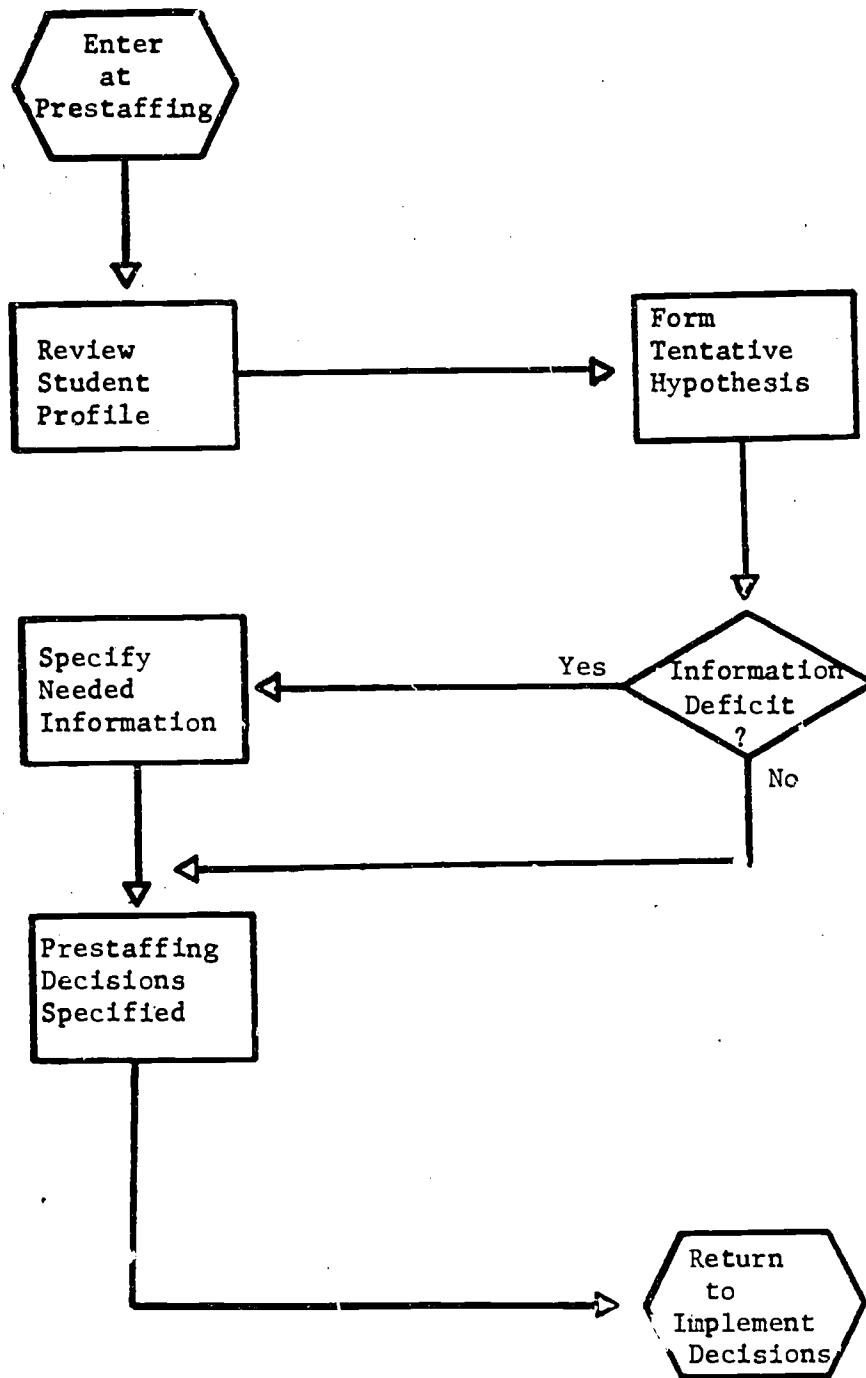 Enter
at
Prestaffing
Review
Student
Profile
Form
Tentative
Hypothesis
Information
Deficit
?
Yes
No
Specify
Needed
Information
Prestaffing
Decisions
Specified
Return
to
Implement
Decisions